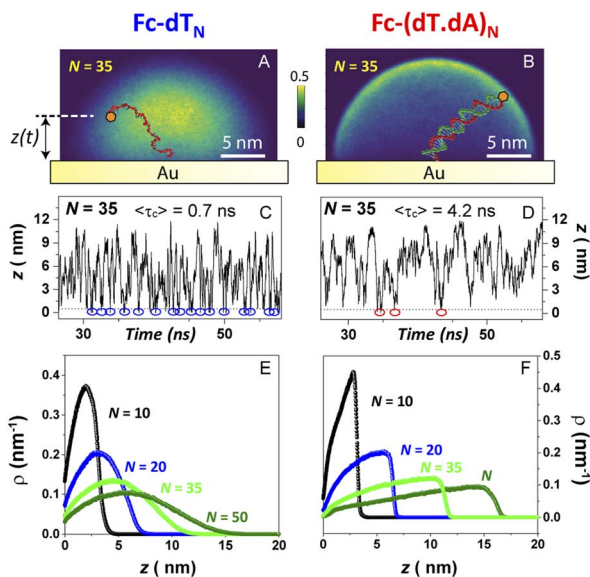 Fc-dTN
Fc-(dT.dA)N
N = 35
A
0.5
0
N = 35
B
z(t)
5 nm
5 nm
Au
Au
N = 35
<τc> = 0.7 ns
C
N = 35
<τc> = 4.2 ns
D
z (nm)
12
9
6
3
0
12
9
6
3
0
z (nm)
30
Time (ns)
50
30
Time (ns)
50
E
F
ρ (nm-1)
0.4
0.3
0.2
0.1
0.0
N = 10
N = 20
N = 35
N = 50
N = 10
N = 20
N = 35
N
0.5
0.4
0.3
0.2
0.1
0.0
ρ (nm-1)
0
5
10
15
20
0
5
10
15
20
z ( nm)
z ( nm)